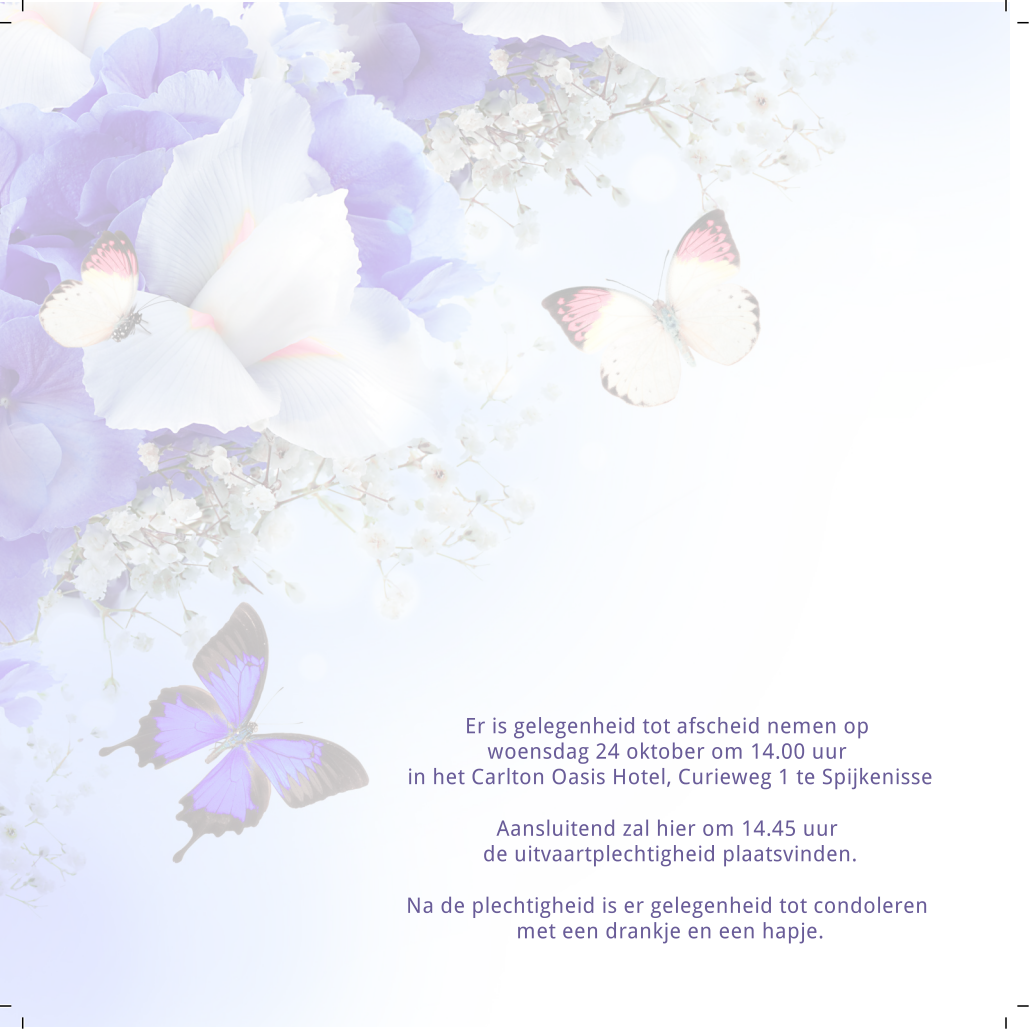 Er is gelegenheid tot afscheid nemen op
woensdag 24 oktober om 14.00 uur
in het Carlton Oasis Hotel, Curieweg 1 te Spijkenisse
Aansluitend zal hier om 14.45 uur
de uitvaartplechtigheid plaatsvinden.
Na de plechtigheid is er gelegenheid tot condoleren
met een drankje en een hapje.